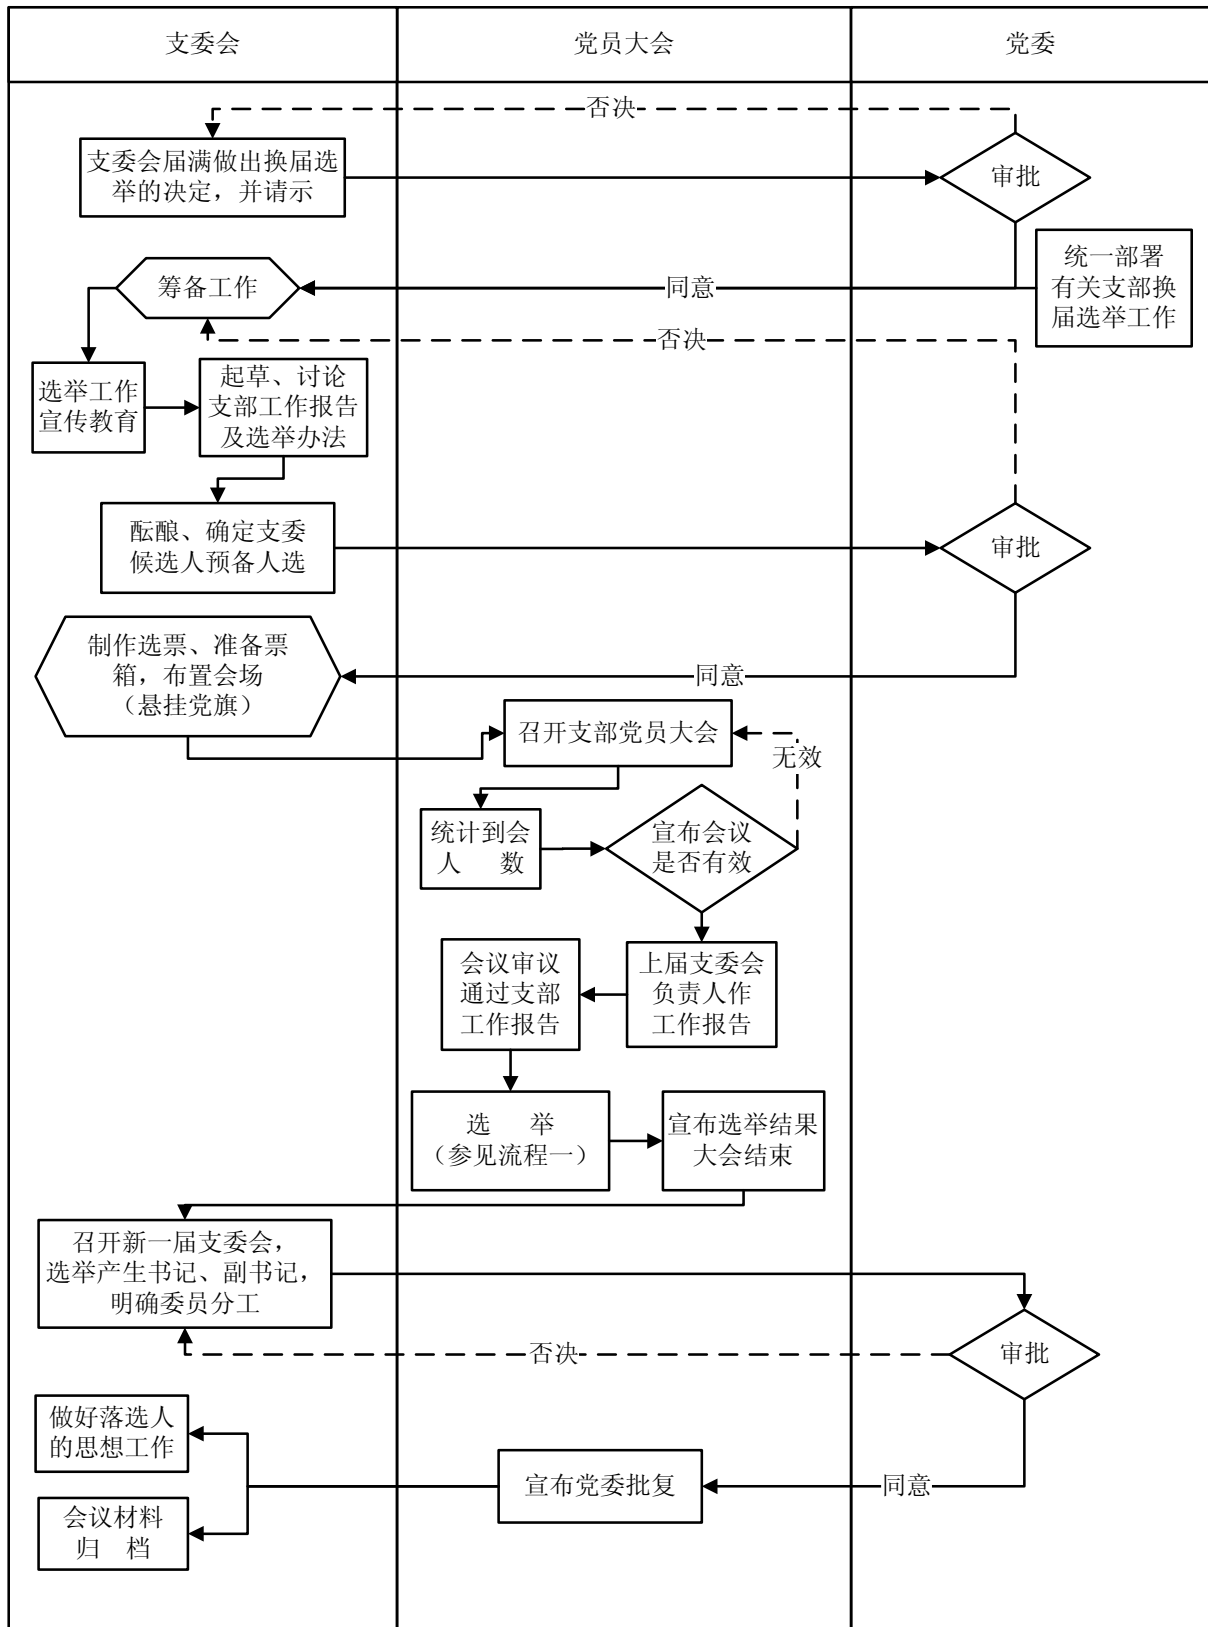 支委会
党员大会
党委
否决
支委会届满做出换届选
举的决定，并请示
审批
统一部署
有关支部换
届选举工作
筹备工作
同意
否决
选举工作
宣传教育
起草、讨论
支部工作报告
及选举办法
酝酿、确定支委
候选人预备人选
审批
制作选票、准备票
箱，布置会场
（悬挂党旗）
同意
召开支部党员大会
无效
统计到会
人　数
宣布会议
是否有效
会议审议
通过支部
工作报告
上届支委会
负责人作
工作报告
选　举
（参见流程一）
宣布选举结果
大会结束
召开新一届支委会，
选举产生书记、副书记，
明确委员分工
否决
审批
做好落选人
的思想工作
宣布党委批复
同意
会议材料
归　档